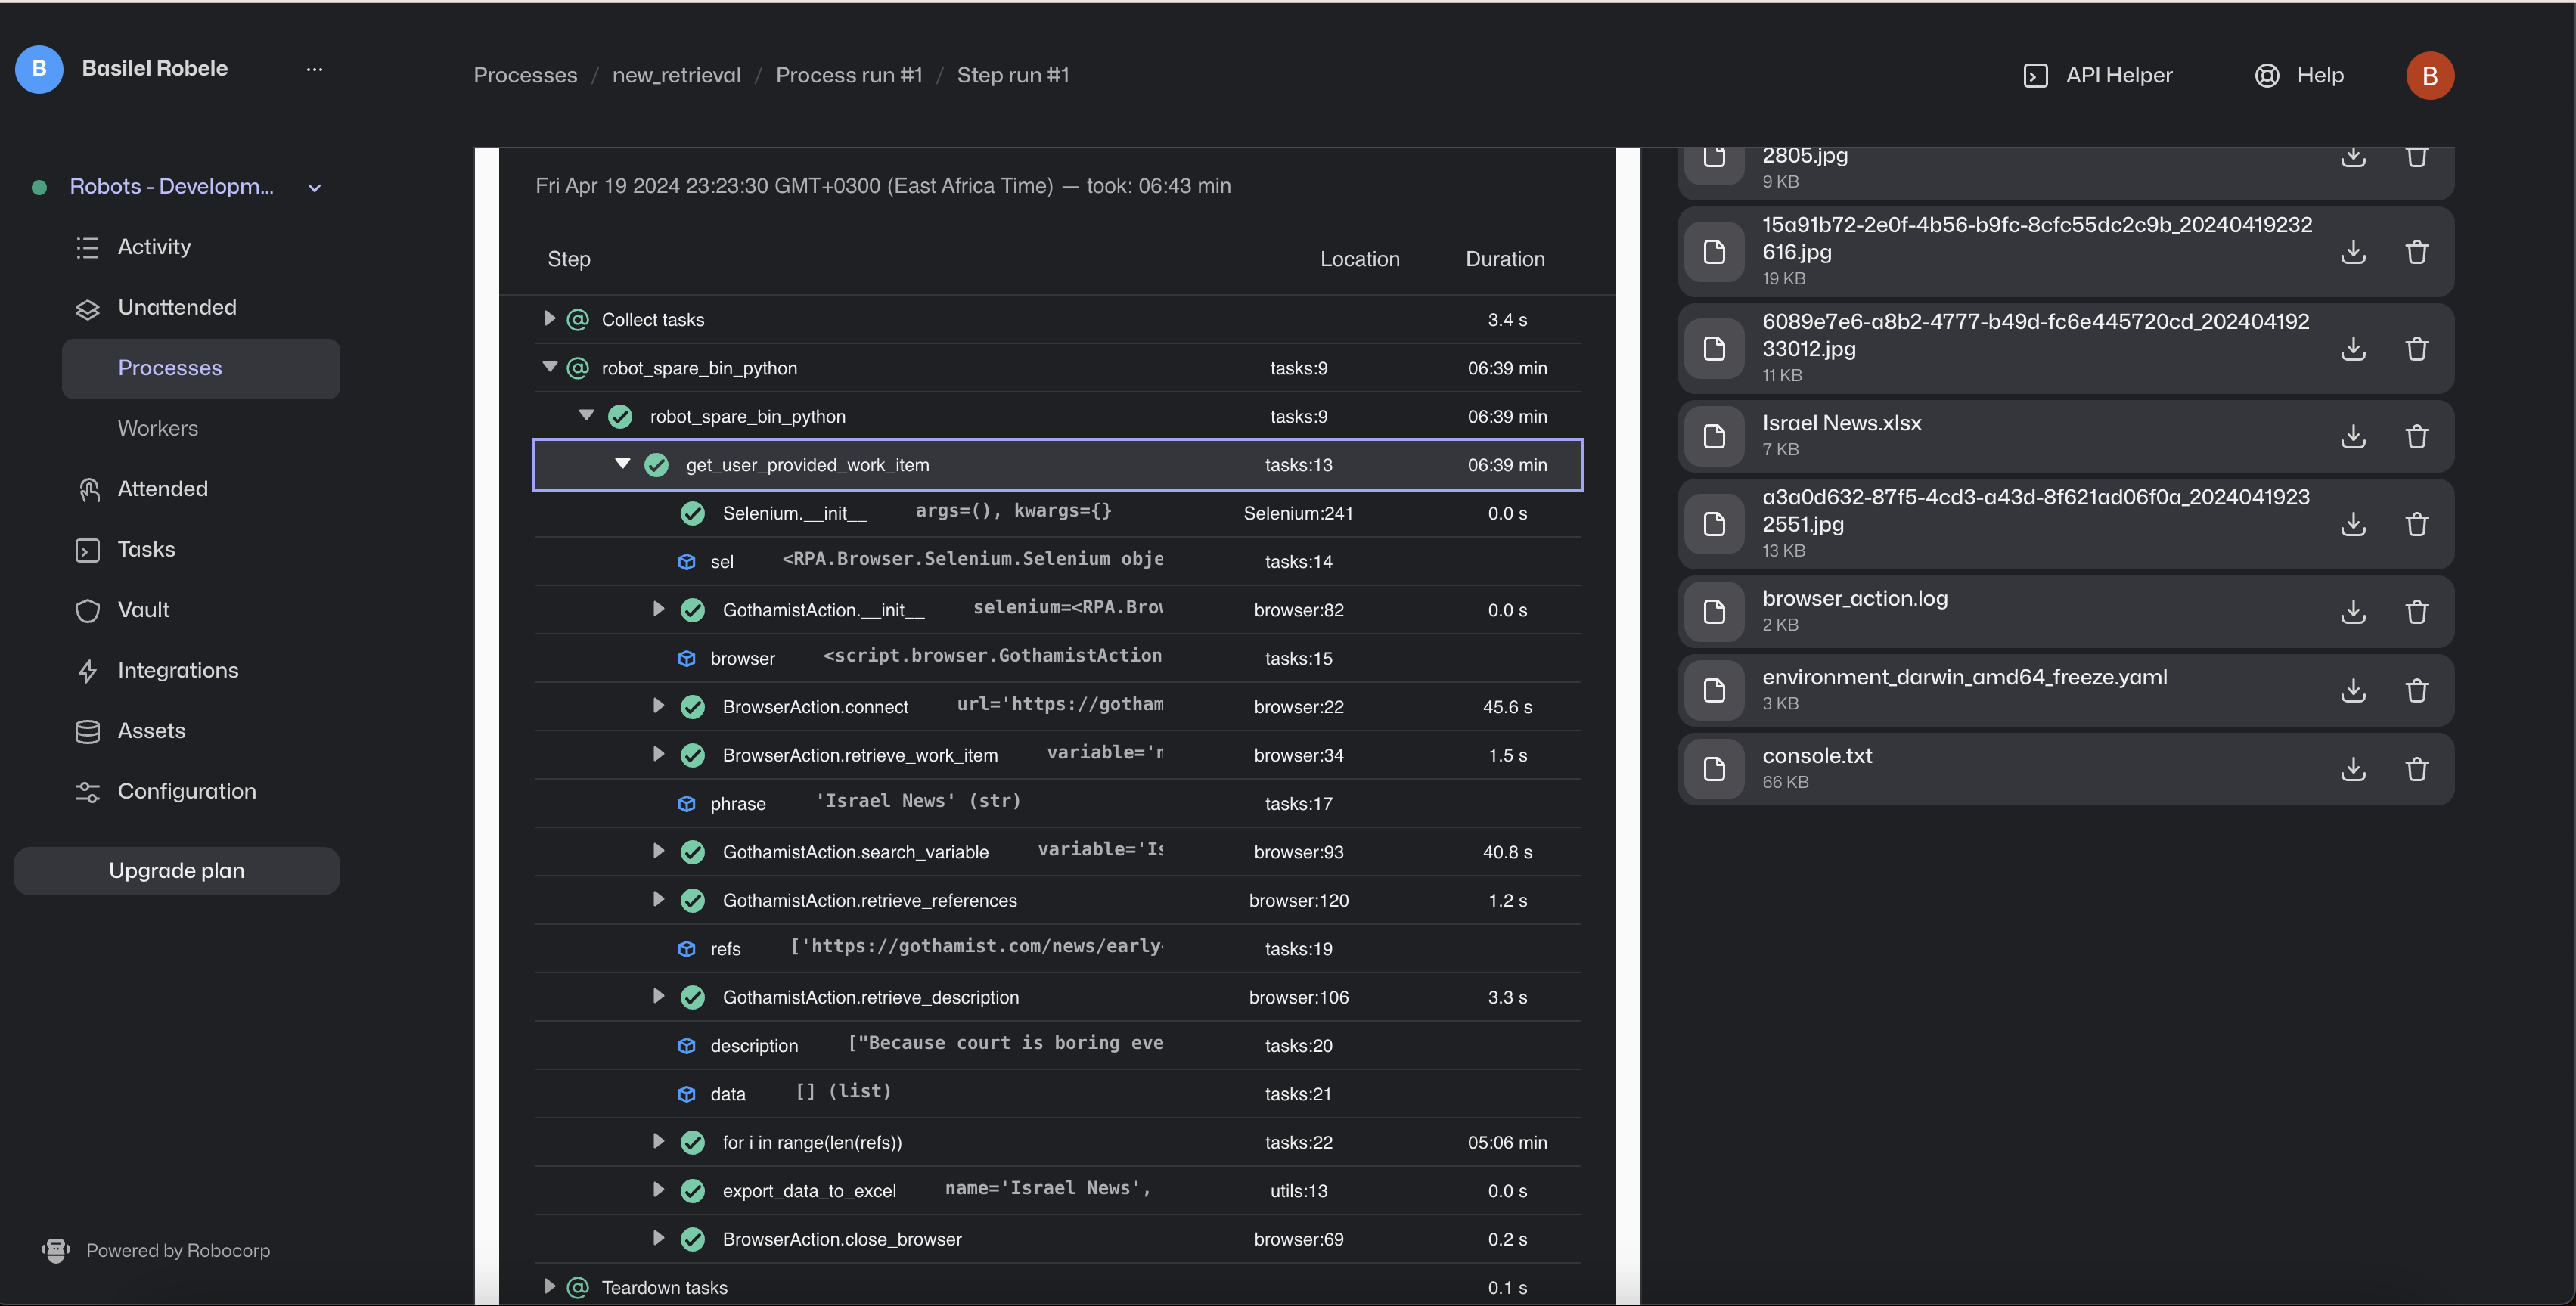 B Basilel Robele ...
Processes / new_retrieval / Process run #1 / Step run #1
API Helper
Help
B
Robots - Developm...
Activity
Unattended
Processes
Workers
Attended
Tasks
Vault
Integrations
Assets
Configuration
Upgrade plan
Powered by Robocorp
Fri Apr 19 2024 23:23:30 GMT+0300 (East Africa Time) — took: 06:43 min
Step Location Duration
@ Collect tasks 3.4 s
@ robot_spare_bin_python tasks:9 06:39 min
robot_spare_bin_python tasks:9 06:39 min
get_user_provided_work_item tasks:13 06:39 min
Selenium.__init__ args=(), kwargs={} Selenium:241 0.0 s
sel <RPA.Browser.Selenium.Selenium obje tasks:14
GothamistAction.__init__ selenium=<RPA.Brow browser:82 0.0 s
browser <script.browser.GothamistAction tasks:15
BrowserAction.connect url='https://gotham browser:22 45.6 s
BrowserAction.retrieve_work_item variable=' browser:34 1.5 s
phrase 'Israel News' (str) tasks:17
GothamistAction.search_variable variable='Is browser:93 40.8 s
GothamistAction.retrieve_references browser:120 1.2 s
refs ['https://gothamist.com/news/early- tasks:19
GothamistAction.retrieve_description browser:106 3.3 s
description ["Because court is boring eve tasks:20
data [] (list) tasks:21
for i in range(len(refs)) tasks:22 05:06 min
export_data_to_excel name='Israel News', utils:13 0.0 s
BrowserAction.close_browser browser:69 0.2 s
@ Teardown tasks 0.1 s
2805.jpg
9 KB
15a91b72-2e0f-4b56-b9fc-8cfc55dc2c9b_20240419232
616.jpg
19 KB
6089e7e6-a8b2-4777-b49d-fc6e445720cd_202404192
33012.jpg
11 KB
Israel News.xlsx
7 KB
a3a0d632-87f5-4cd3-a43d-8f621ad06f0a_2024041923
2551.jpg
13 KB
browser_action.log
2 KB
environment_darwin_amd64_freeze.yaml
3 KB
console.txt
66 KB